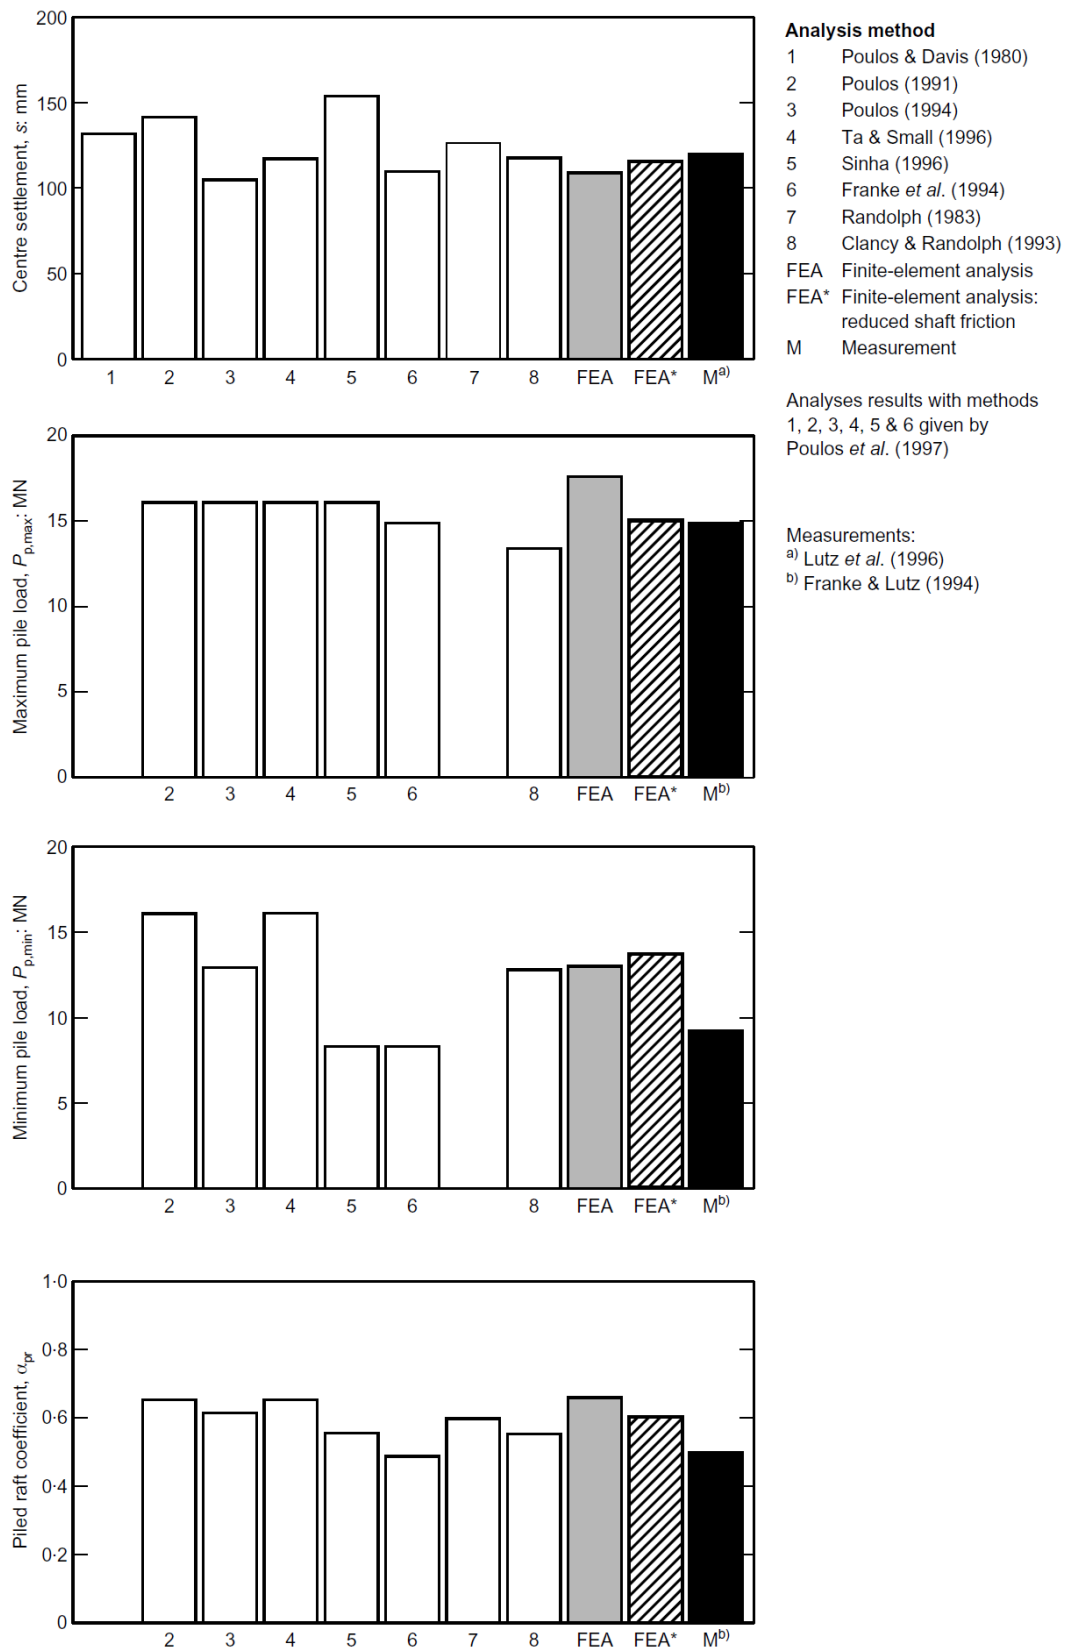 200
150
100
50
0
Centre settlement, s: mm
1 2 3 4 5 6 7 8 FEA FEA* M a)
Analysis method
1 Poulos & Davis (1980)
2 Poulos (1991)
3 Poulos (1994)
4 Ta & Small (1996)
5 Sinha (1996)
6 Franke et al. (1994)
7 Randolph (1983)
8 Clancy & Randolph (1993)
FEA Finite-element analysis
FEA* Finite-element analysis:
reduced shaft friction
M Measurement
Analyses results with methods
1, 2, 3, 4, 5 & 6 given by
Poulos et al. (1997)
Measurements:
a) Lutz et al. (1996)
b) Franke & Lutz (1994)
20
15
10
5
0
Maximum pile load, Pp,max: MN
2 3 4 5 6 8 FEA FEA* M b)
20
15
10
5
0
Minimum pile load, Pp,min: MN
2 3 4 5 6 8 FEA FEA* M b)
1·0
0·8
0·6
0·4
0·2
0
Piled raft coefficient, αpr
2 3 4 5 6 7 8 FEA FEA* M b)